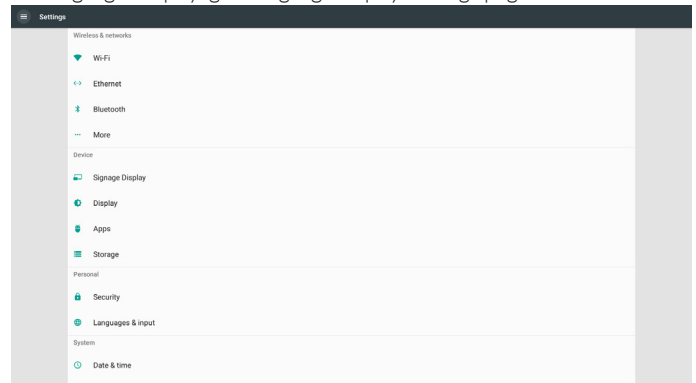 Settings
Wireless & networks
Wi-Fi
Ethernet
Bluetooth
More
Device
Signage Display
Display
Apps
Storage
Personal
Security
Languages & input
System
Date & time